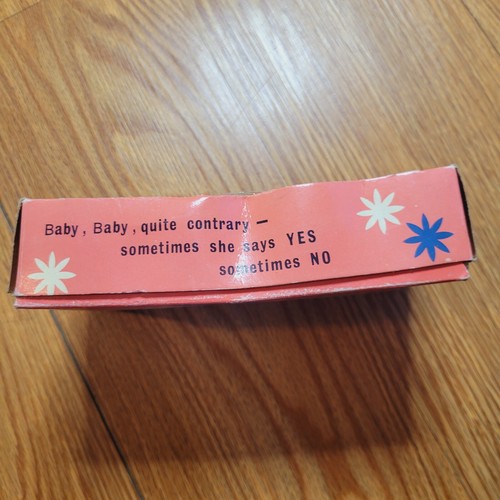 Baby, Baby, quite contrary —
sometimes she says YES
sometimes NO